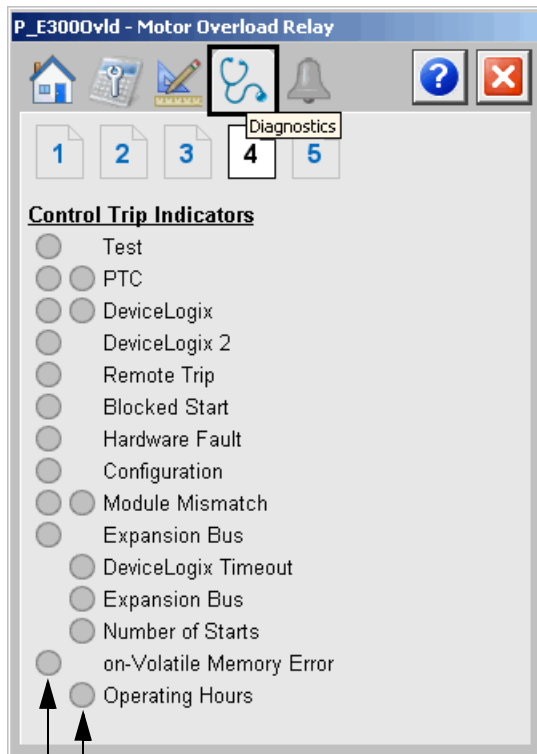 P_E300Ovld - Motor Overload Relay
?
Diagnostics
1 2 3 4 5
Control Trip Indicators
Test
PTC
DeviceLogix
DeviceLogix 2
Remote Trip
Blocked Start
Hardware Fault
Configuration
Module Mismatch
Expansion Bus
DeviceLogix Timeout
Expansion Bus
Number of Starts
on-Volatile Memory Error
Operating Hours